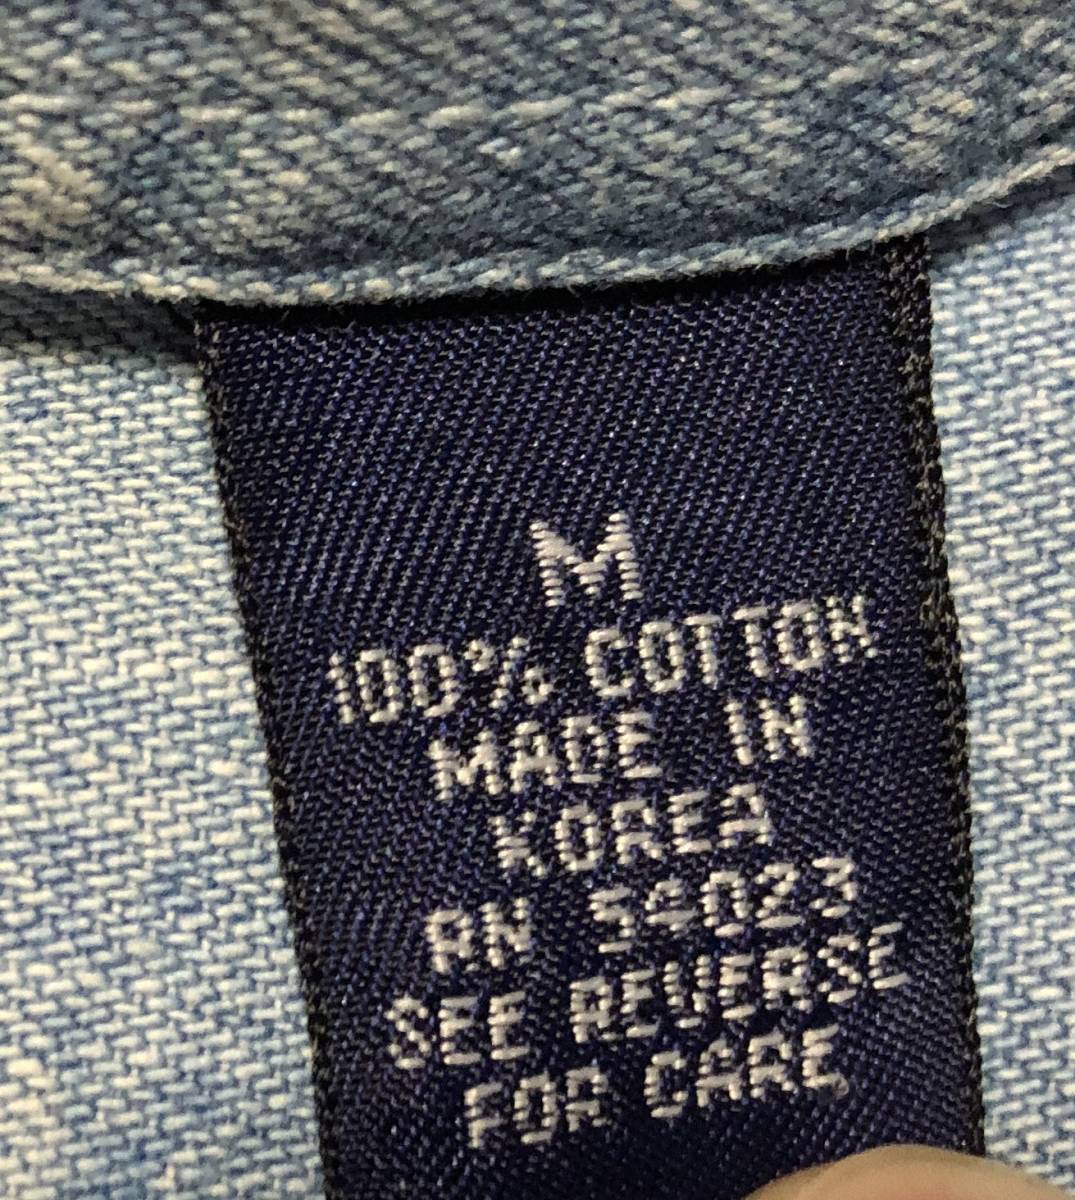 M
100% COTTON
MADE IN
KOREA
RN 54023
SEE REVERSE
FOR CARE